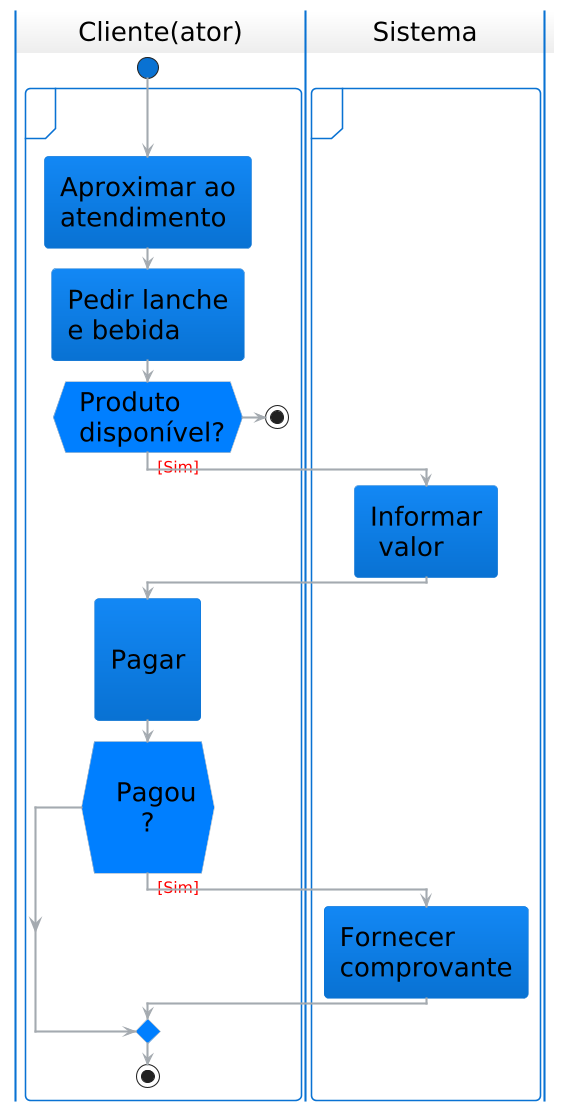 Cliente(ator)
Sistema
Aproximar ao
atendimento
Pedir lanche
e bebida
Produto
disponível?
[Sim]
Informar
valor
Pagar
Pagou
?
[Sim]
Fornecer
comprovante